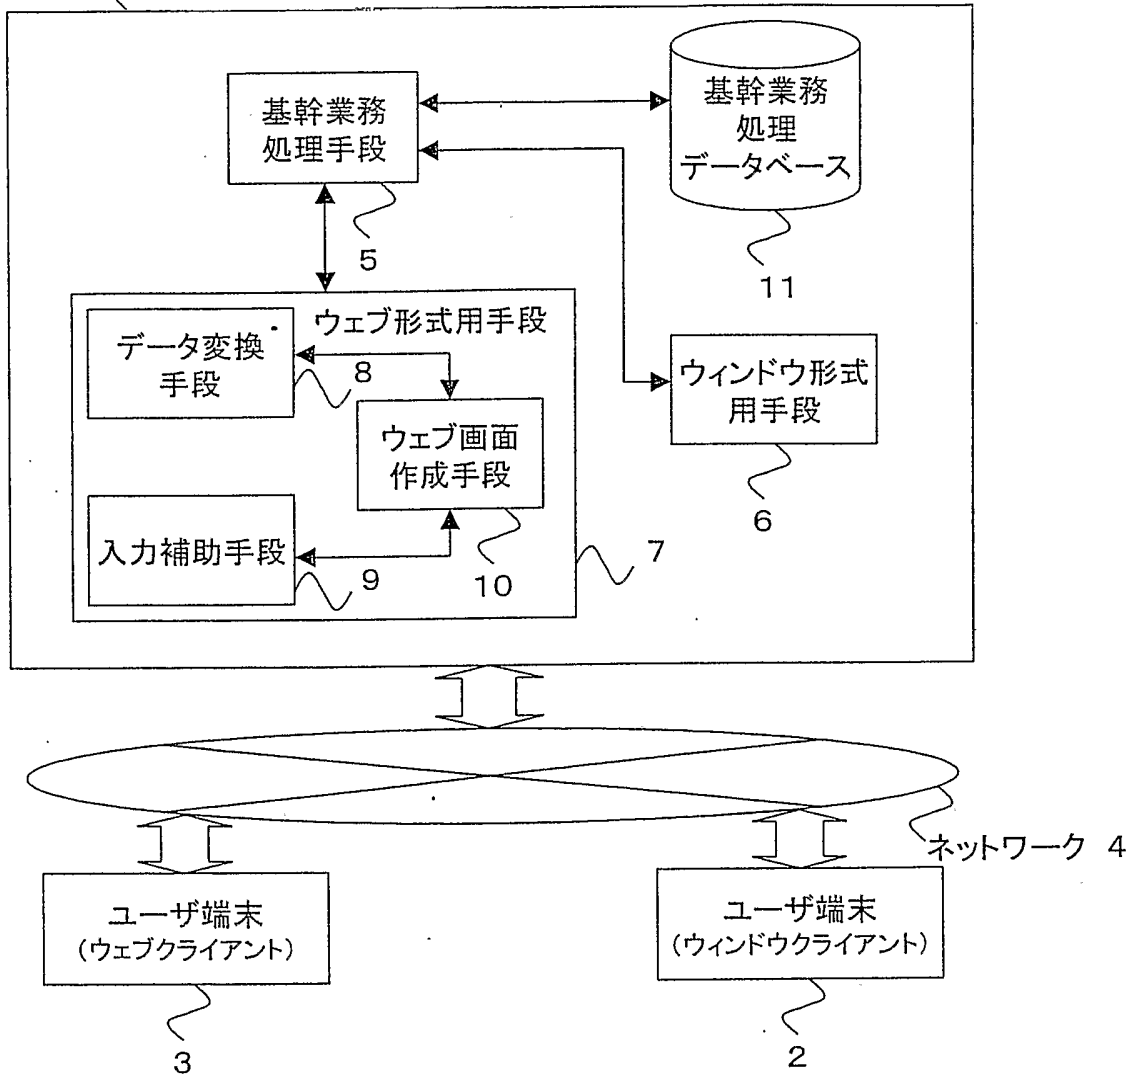 基幹業務
処理手段
5
基幹業務
処理
データベース
11
ウェブ形式用手段
データ変換
手段
8
ウェブ画面
作成手段
10
入力補助手段
9
7
ウィンドウ形式
用手段
6
ネットワーク 4
ユーザ端末
(ウェブクライアント)
3
ユーザ端末
(ウィンドウクライアント)
2